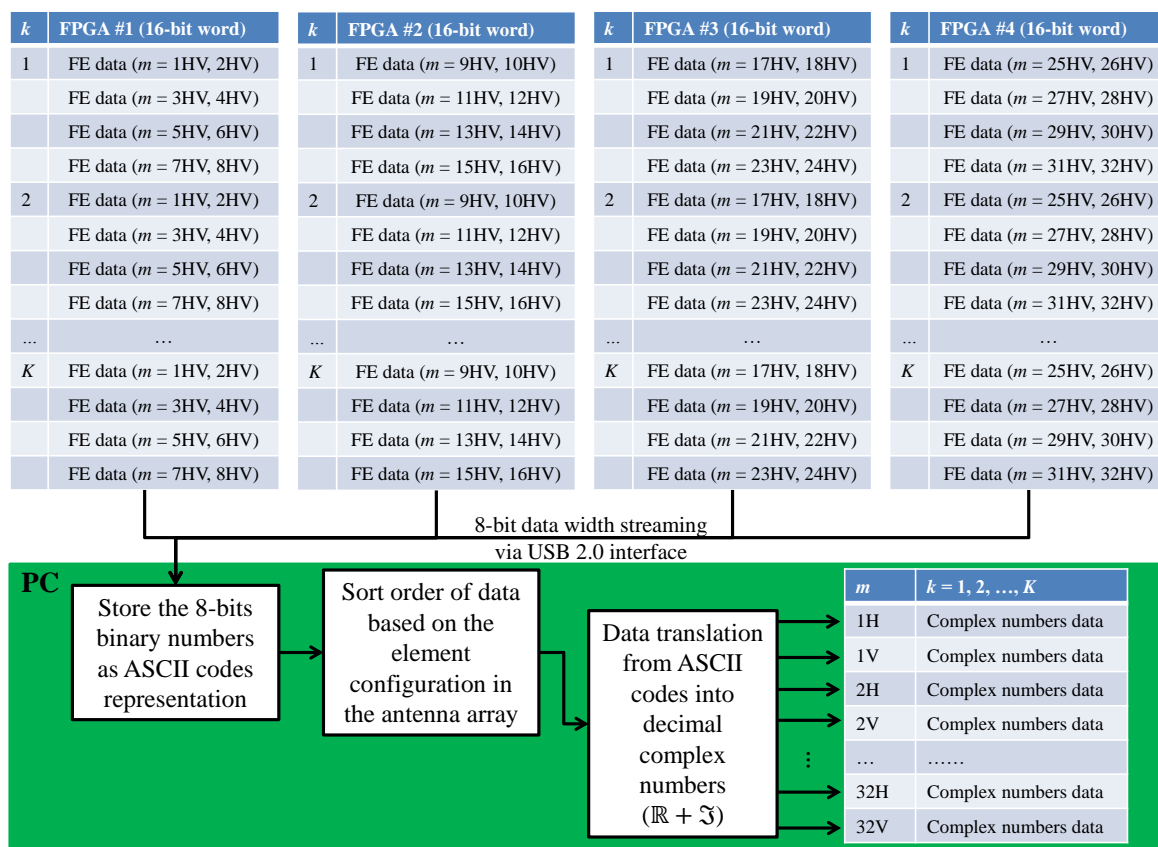 k FPGA #1 (16-bit word)
1 FE data (m = 1HV, 2HV)
FE data (m = 3HV, 4HV)
FE data (m = 5HV, 6HV)
FE data (m = 7HV, 8HV)
2 FE data (m = 1HV, 2HV)
FE data (m = 3HV, 4HV)
FE data (m = 5HV, 6HV)
FE data (m = 7HV, 8HV)
... ...
K FE data (m = 1HV, 2HV)
FE data (m = 3HV, 4HV)
FE data (m = 5HV, 6HV)
FE data (m = 7HV, 8HV)
k FPGA #2 (16-bit word)
1 FE data (m = 9HV, 10HV)
FE data (m = 11HV, 12HV)
FE data (m = 13HV, 14HV)
FE data (m = 15HV, 16HV)
2 FE data (m = 9HV, 10HV)
FE data (m = 11HV, 12HV)
FE data (m = 13HV, 14HV)
FE data (m = 15HV, 16HV)
... ...
K FE data (m = 9HV, 10HV)
FE data (m = 11HV, 12HV)
FE data (m = 13HV, 14HV)
FE data (m = 15HV, 16HV)
k FPGA #3 (16-bit word)
1 FE data (m = 17HV, 18HV)
FE data (m = 19HV, 20HV)
FE data (m = 21HV, 22HV)
FE data (m = 23HV, 24HV)
2 FE data (m = 17HV, 18HV)
FE data (m = 19HV, 20HV)
FE data (m = 21HV, 22HV)
FE data (m = 23HV, 24HV)
... ...
K FE data (m = 17HV, 18HV)
FE data (m = 19HV, 20HV)
FE data (m = 21HV, 22HV)
FE data (m = 23HV, 24HV)
k FPGA #4 (16-bit word)
1 FE data (m = 25HV, 26HV)
FE data (m = 27HV, 28HV)
FE data (m = 29HV, 30HV)
FE data (m = 31HV, 32HV)
2 FE data (m = 25HV, 26HV)
FE data (m = 27HV, 28HV)
FE data (m = 29HV, 30HV)
FE data (m = 31HV, 32HV)
... ...
K FE data (m = 25HV, 26HV)
FE data (m = 27HV, 28HV)
FE data (m = 29HV, 30HV)
FE data (m = 31HV, 32HV)
8-bit data width streaming
via USB 2.0 interface
PC
Store the 8-bits
binary numbers
as ASCII codes
representation
Sort order of data
based on the
element
configuration in
the antenna array
Data translation
from ASCII
codes into
decimal
complex
numbers
(ℝ + ℑ)
⋮
m k = 1, 2, ..., K
1H Complex numbers data
1V Complex numbers data
2H Complex numbers data
2V Complex numbers data
... ......
32H Complex numbers data
32V Complex numbers data